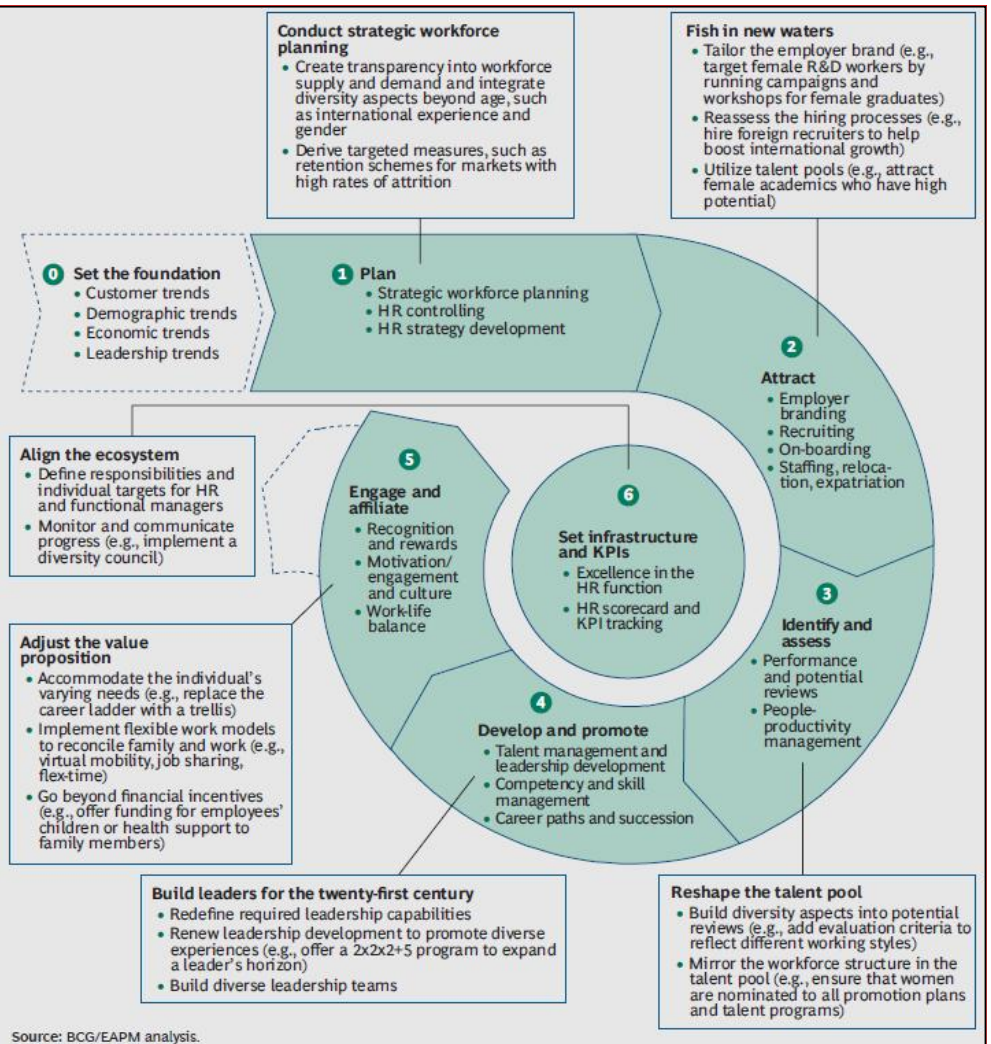 Conduct strategic workforce
planning
• Create transparency into workforce
supply and demand and integrate
diversity aspects beyond age, such
as international experience and
gender
• Derive targeted measures, such as
retention schemes for markets with
high rates of attrition
Fish in new waters
• Tailor the employer brand (e.g.,
target female R&D workers by
running campaigns and
workshops for female graduates)
• Reassess the hiring processes (e.g.,
hire foreign recruiters to help
boost international growth)
• Utilize talent pools (e.g., attract
female academics who have high
potential)
0 Set the foundation
• Customer trends
• Demographic trends
• Economic trends
• Leadership trends
1 Plan
• Strategic workforce planning
• HR controlling
• HR strategy development
2
Attract
• Employer
branding
• Recruiting
• On-boarding
• Staffing, reloca-
tion, expatriation
Align the ecosystem
• Define responsibilities and
individual targets for HR
and functional managers
• Monitor and communicate
progress (e.g., implement a
diversity council)
5
Engage and
affiliate
• Recognition
and rewards
• Motivation/
engagement
and culture
• Work-life
balance
6
Set infrastructure
and KPIs
• Excellence in the
HR function
• HR scorecard and
KPI tracking
3
Identify and
assess
• Performance
and potential
reviews
• People-
productivity
management
Adjust the value
proposition
• Accommodate the individual's
varying needs (e.g., replace the
career ladder with a trellis)
• Implement flexible work models
to reconcile family and work (e.g.,
virtual mobility, job sharing,
flex-time)
• Go beyond financial incentives
(e.g., offer funding for employees'
children or health support to
family members)
4
Develop and promote
• Talent management and
leadership development
• Competency and skill
management
• Career paths and succession
Build leaders for the twenty-first century
• Redefine required leadership capabilities
• Renew leadership development to promote diverse
experiences (e.g., offer a 2x2x2+5 program to expand
a leader's horizon)
• Build diverse leadership teams
Reshape the talent pool
• Build diversity aspects into potential
reviews (e.g., add evaluation criteria to
reflect different working styles)
• Mirror the workforce structure in the
talent pool (e.g., ensure that women
are nominated to all promotion plans
and talent programs)
Source: BCG/EAPM analysis.